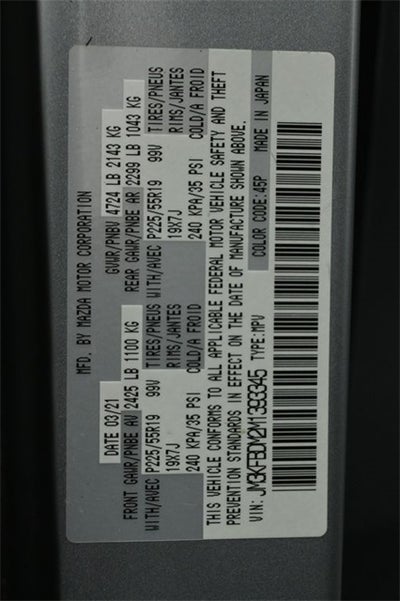 MFD. BY MAZDA MOTOR CORPORATION
DATE 03/21 GVWR/PNBV 4724 LB 2143 KG
FRONT GAWR/PNBE AV 2425 LB 1100 KG REAR GAWR/PNBE AR 2299 LB 1043 KG
WITH/AVEC P225/55R19 99V TIRES/PNEUS WITH/AVEC P225/55R19 99V TIRES/PNEUS
19X7J RIMS/JANTES 19X7J RIMS/JANTES
240 KPA/35 PSI COLD/A FROID 240 KPA/35 PSI COLD/A FROID
THIS VEHICLE CONFORMS TO ALL APPLICABLE FEDERAL MOTOR VEHICLE SAFETY AND THEFT
PREVENTION STANDARDS IN EFFECT ON THE DATE OF MANUFACTURE SHOWN ABOVE.
VIN: JM3KFBDM2M1393345 TYPE: MPV COLOR CODE: 45P MADE IN JAPAN